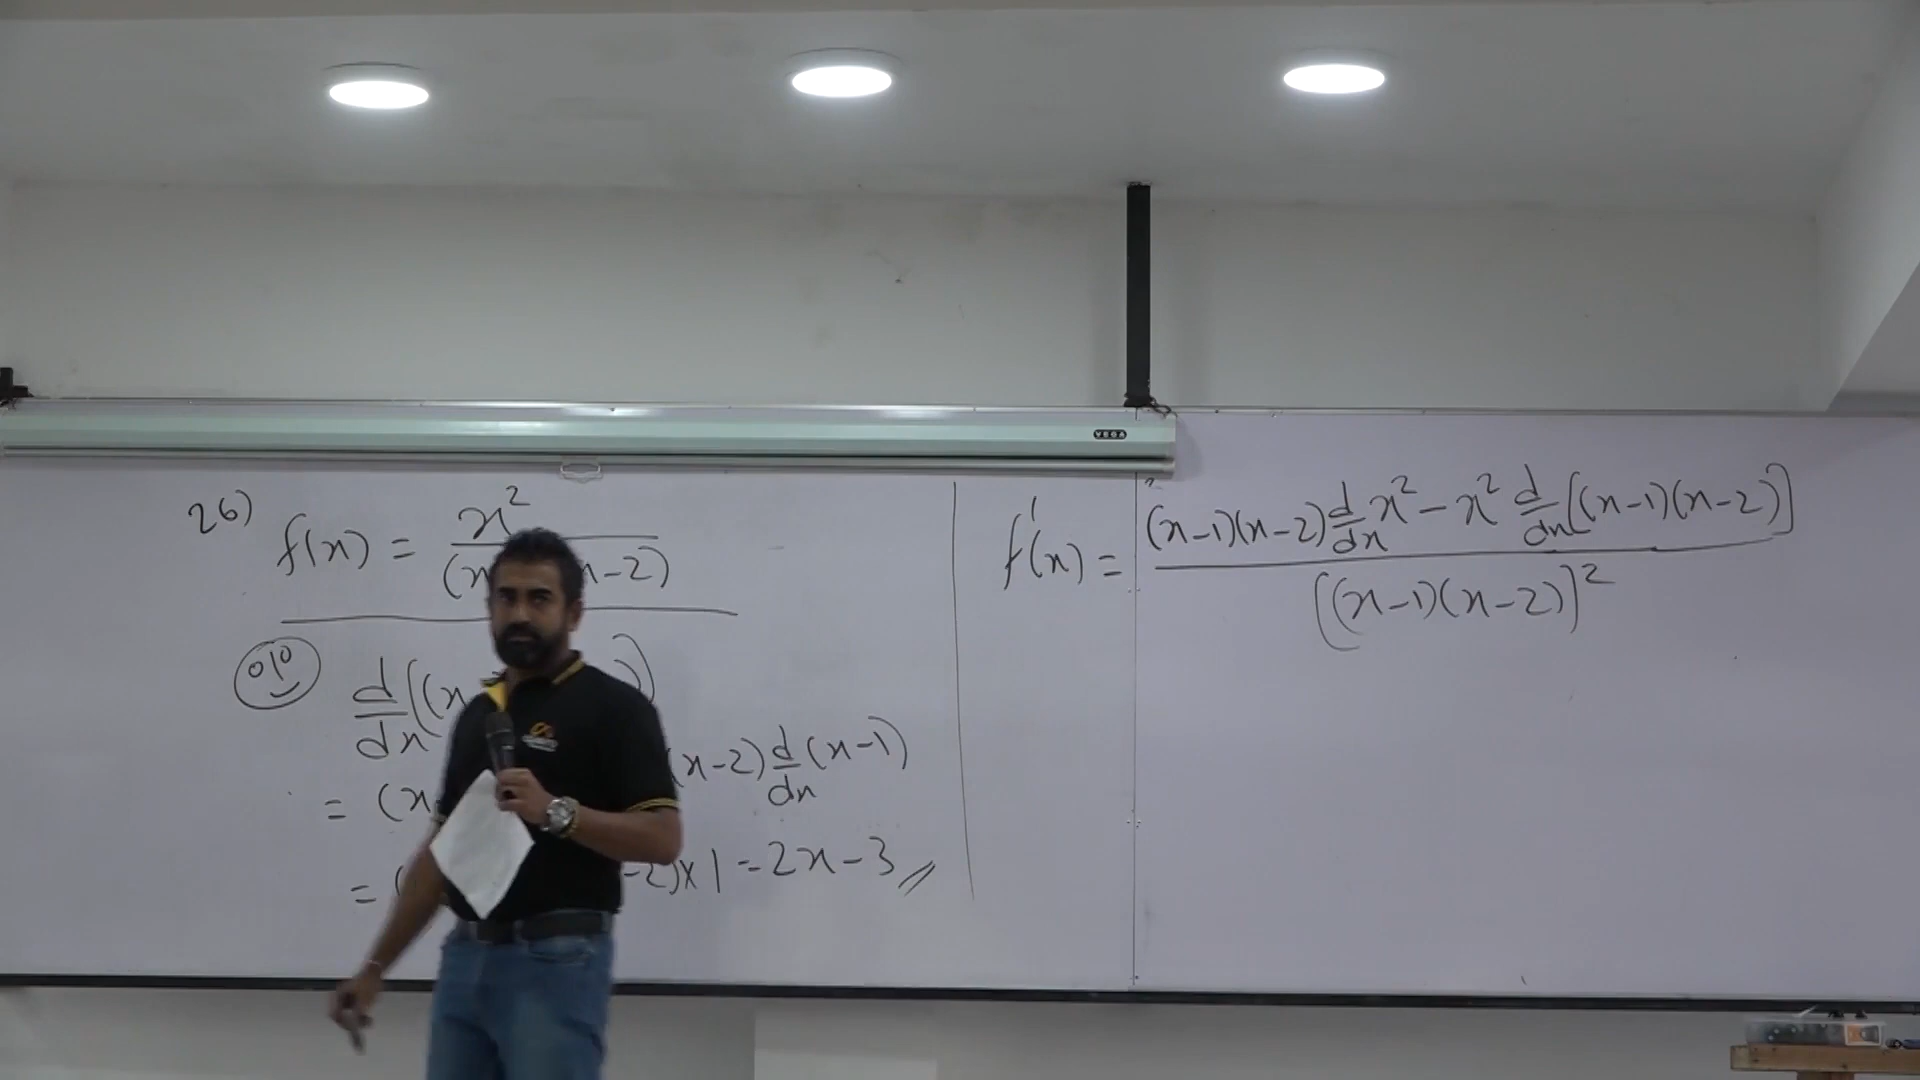 26)
f(x) = x² / (x n-2)
d/dx ((x )
= (x (x-2) d/dx (x-1)
= ( -2)x1 = 2x-3 //
f'(x) = (x-1)(x-2) d/dx x² - x² d/dx [(x-1)(x-2)]
[(x-1)(x-2)]²
VEGA